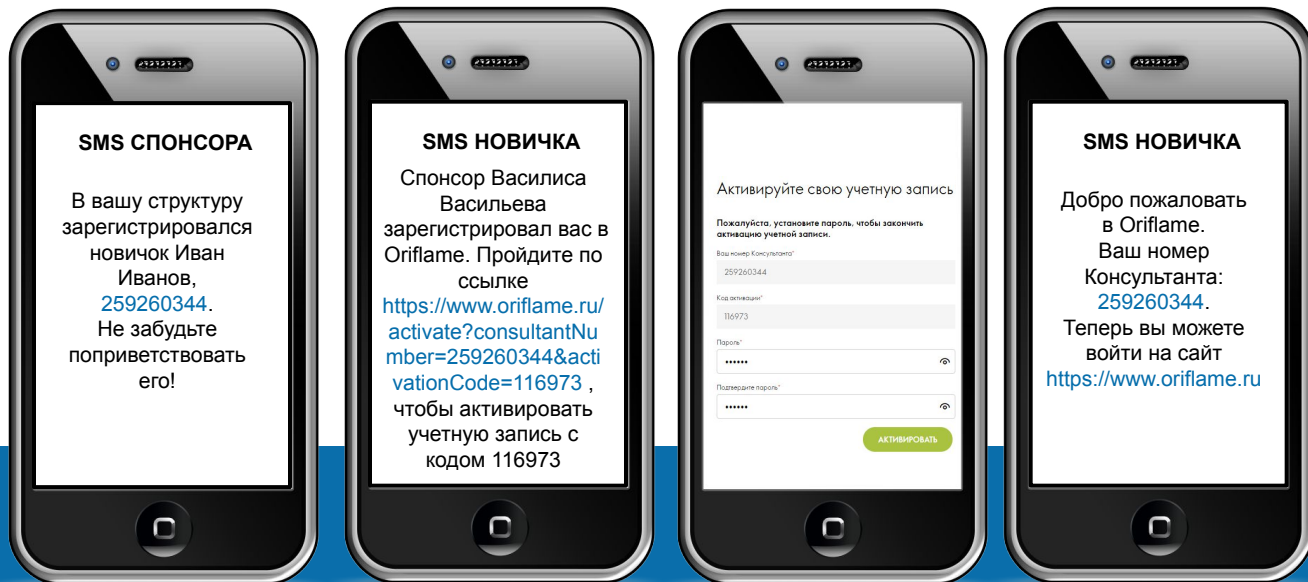 SMS СПОНСОРА
В вашу структуру
зарегистрировался
новичок Иван
Иванов,
259260344.
Не забудьте
поприветствовать
его!
SMS НОВИЧКА
Спонсор Василиса
Васильева
зарегистрировал вас в
Oriflame. Пройдите по
ссылке
https://www.oriflame.ru/
activate?consultantNu
mber=259260344&acti
vationCode=116973 ,
чтобы активировать
учетную запись с
кодом 116973
Активируйте свою учетную запись
Пожалуйста, установите пароль, чтобы закончить
активацию учетной записи.
Ваш номер Консультанта*
259260344
Код активации*
116973
Пароль*
••••••
Подтвердите пароль*
••••••
АКТИВИРОВАТЬ
SMS НОВИЧКА
Добро пожаловать
в Oriflame.
Ваш номер
Консультанта:
259260344.
Теперь вы можете
войти на сайт
https://www.oriflame.ru